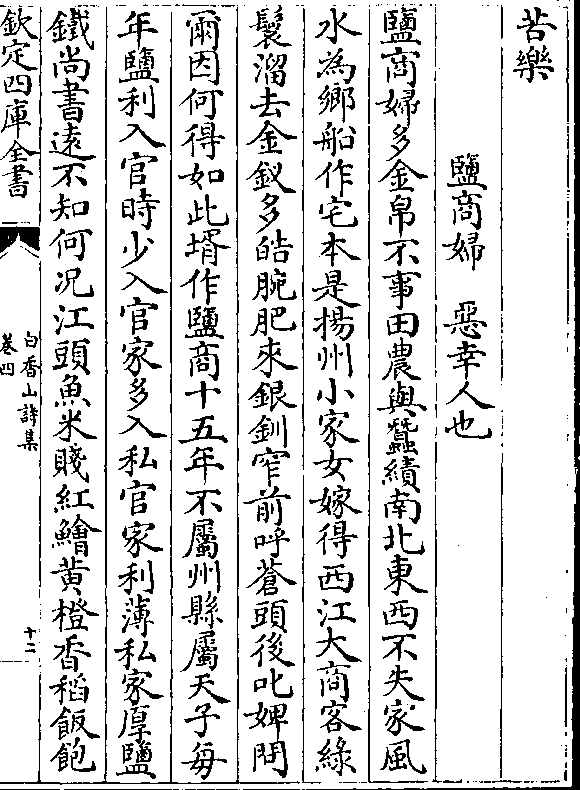 苦樂
鹽商婦　惡幸人也
鹽商婦多金帛不事田農與蠶績南北東西不失家風
水為鄉船作宅本是揚州小家女嫁得西江大商客綠
鬟溜去金釵多皓腕肥來銀釧窄前呼蒼頭後叱婢問
爾因何得如此壻作鹽商十五年不屬州縣屬天子每
年鹽利入官時少入官家多入私官家利薄私家厚鹽
鐵尚書遠不知何况江頭魚米賤紅鱠黄橙香稻飯飽
欽定四庫全書
白香山詩集
卷四
十二